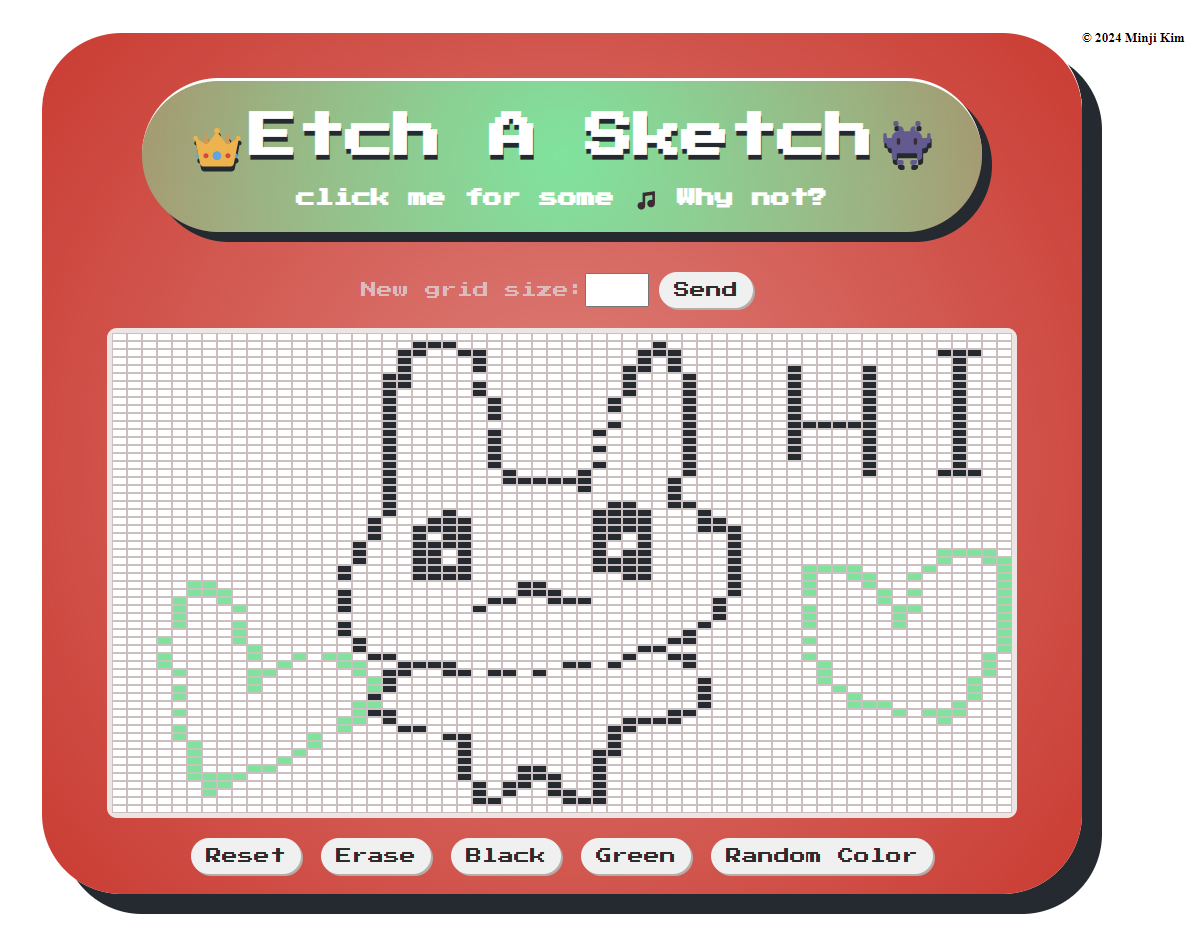 © 2024 Minji Kim
Etch A Sketch
click me for some 🎵 Why not?
New grid size:
Send
HI
Reset
Erase
Black
Green
Random Color